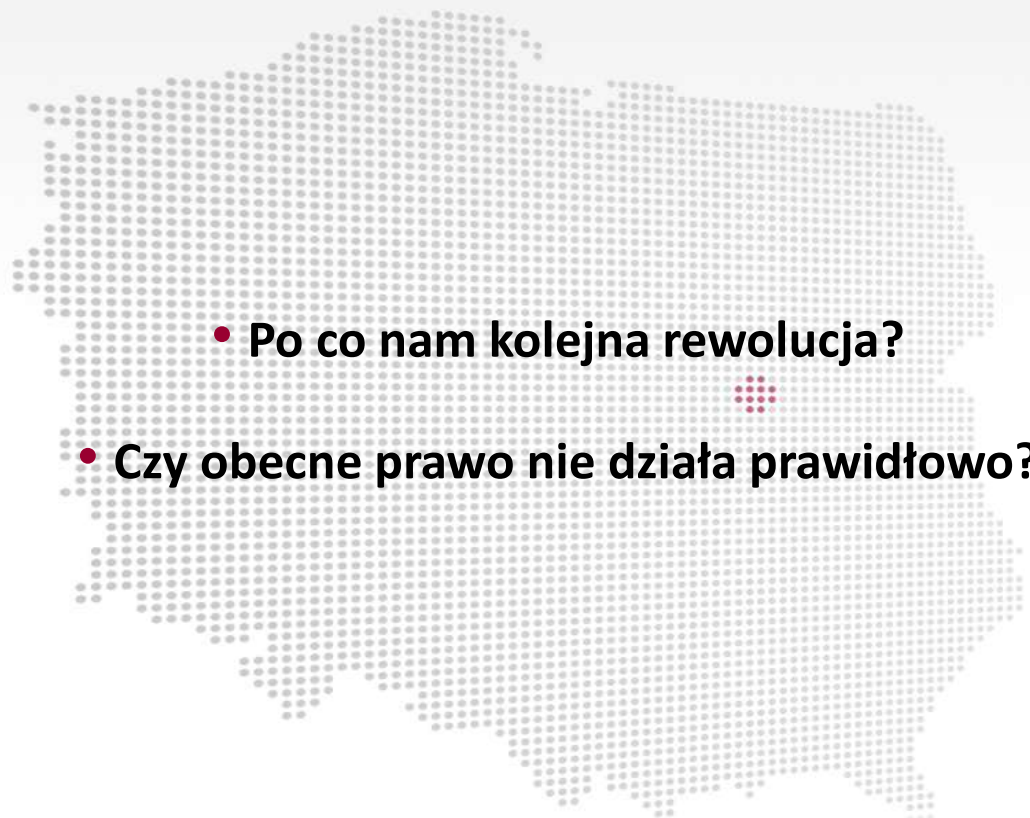 • Po co nam kolejna rewolucja?
• Czy obecne prawo nie działa prawidłowo?